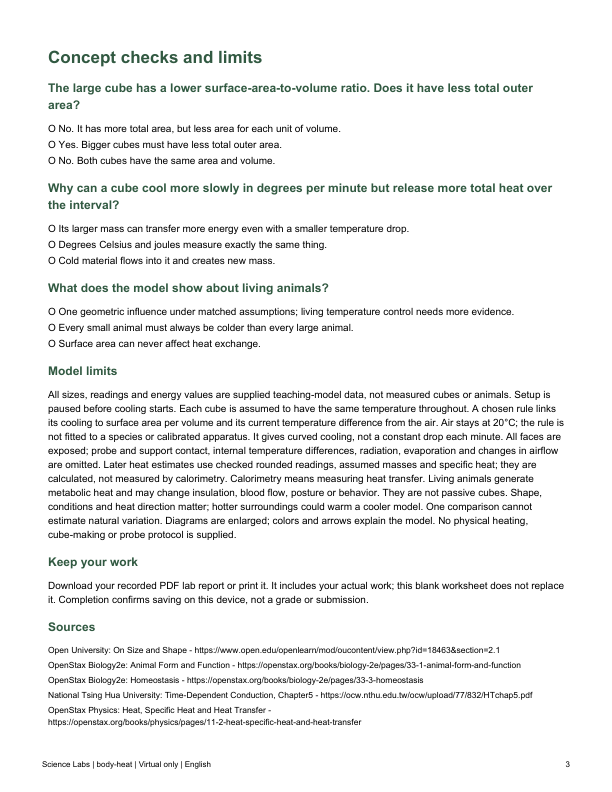 Concept checks and limits
The large cube has a lower surface-area-to-volume ratio. Does it have less total outer
area?
O No. It has more total area, but less area for each unit of volume.
O Yes. Bigger cubes must have less total outer area.
O No. Both cubes have the same area and volume.
Why can a cube cool more slowly in degrees per minute but release more total heat over
the interval?
O Its larger mass can transfer more energy even with a smaller temperature drop.
O Degrees Celsius and joules measure exactly the same thing.
O Cold material flows into it and creates new mass.
What does the model show about living animals?
O One geometric influence under matched assumptions; living temperature control needs more evidence.
O Every small animal must always be colder than every large animal.
O Surface area can never affect heat exchange.
Model limits
All sizes, readings and energy values are supplied teaching-model data, not measured cubes or animals. Setup is
paused before cooling starts. Each cube is assumed to have the same temperature throughout. A chosen rule links
its cooling to surface area per volume and its current temperature difference from the air. Air stays at 20°C; the rule is
not fitted to a species or calibrated apparatus. It gives curved cooling, not a constant drop each minute. All faces are
exposed; probe and support contact, internal temperature differences, radiation, evaporation and changes in airflow
are omitted. Later heat estimates use checked rounded readings, assumed masses and specific heat; they are
calculated, not measured by calorimetry. Calorimetry means measuring heat transfer. Living animals generate
metabolic heat and may change insulation, blood flow, posture or behavior. They are not passive cubes. Shape,
conditions and heat direction matter; hotter surroundings could warm a cooler model. One comparison cannot
estimate natural variation. Diagrams are enlarged; colors and arrows explain the model. No physical heating,
cube-making or probe protocol is supplied.
Keep your work
Download your recorded PDF lab report or print it. It includes your actual work; this blank worksheet does not replace
it. Completion confirms saving on this device, not a grade or submission.
Sources
Open University: On Size and Shape - https://www.open.edu/openlearn/mod/oucontent/view.php?id=18463&section=2.1
OpenStax Biology2e: Animal Form and Function - https://openstax.org/books/biology-2e/pages/33-1-animal-form-and-function
OpenStax Biology2e: Homeostasis - https://openstax.org/books/biology-2e/pages/33-3-homeostasis
National Tsing Hua University: Time-Dependent Conduction, Chapter5 - https://ocw.nthu.edu.tw/ocw/upload/77/832/HTchap5.pdf
OpenStax Physics: Heat, Specific Heat and Heat Transfer -
https://openstax.org/books/physics/pages/11-2-heat-specific-heat-and-heat-transfer
Science Labs | body-heat | Virtual only | English
3